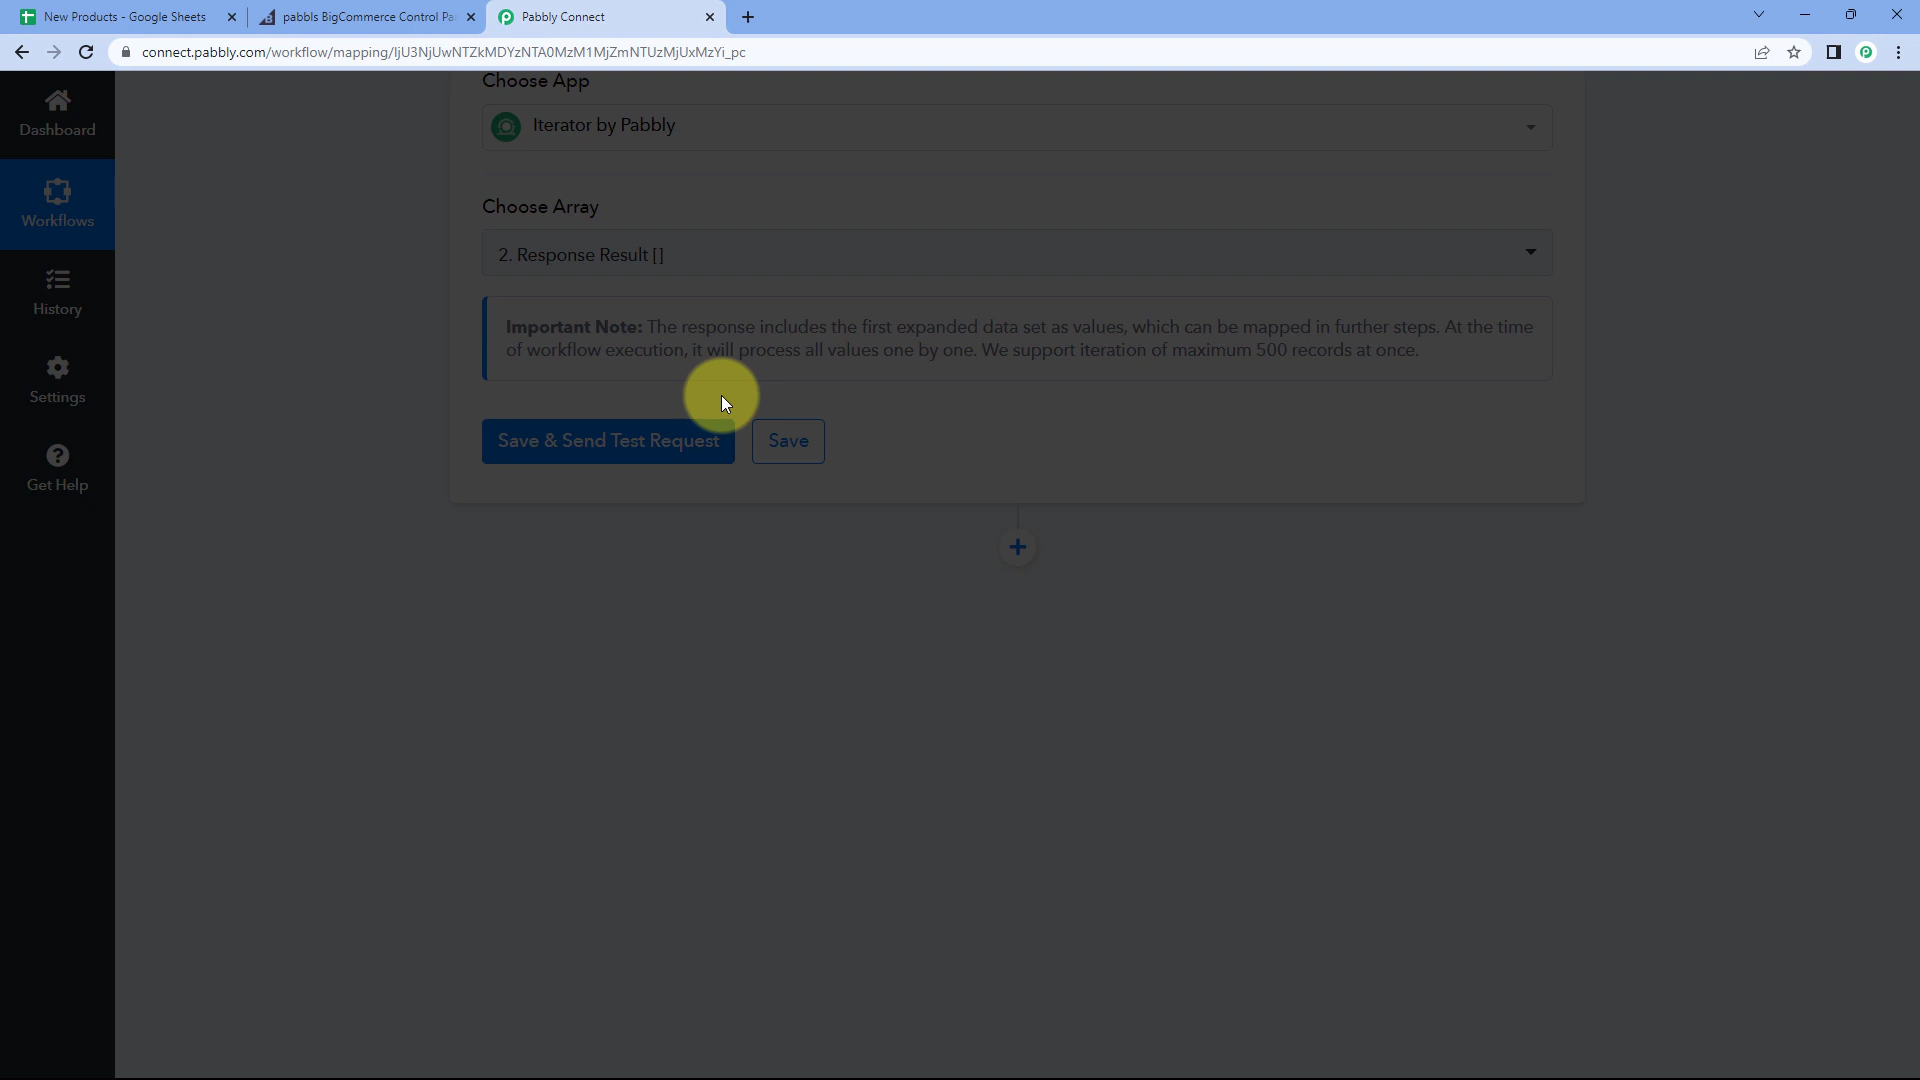 New Products - Google Sheets
pabbls BigCommerce Control Pa
Pabbly Connect
connect.pabbly.com/workflow/mapping/IjU3NjUwNTZkMDYzNTA0MzM1MjZmNTUzMjUxMzYi_pc
Dashboard
Workflows
History
Settings
Get Help
Choose App
Iterator by Pabbly
Choose Array
2. Response Result []
Important Note: The response includes the first expanded data set as values, which can be mapped in further steps. At the time
of workflow execution, it will process all values one by one. We support iteration of maximum 500 records at once.
Save & Send Test Request
Save